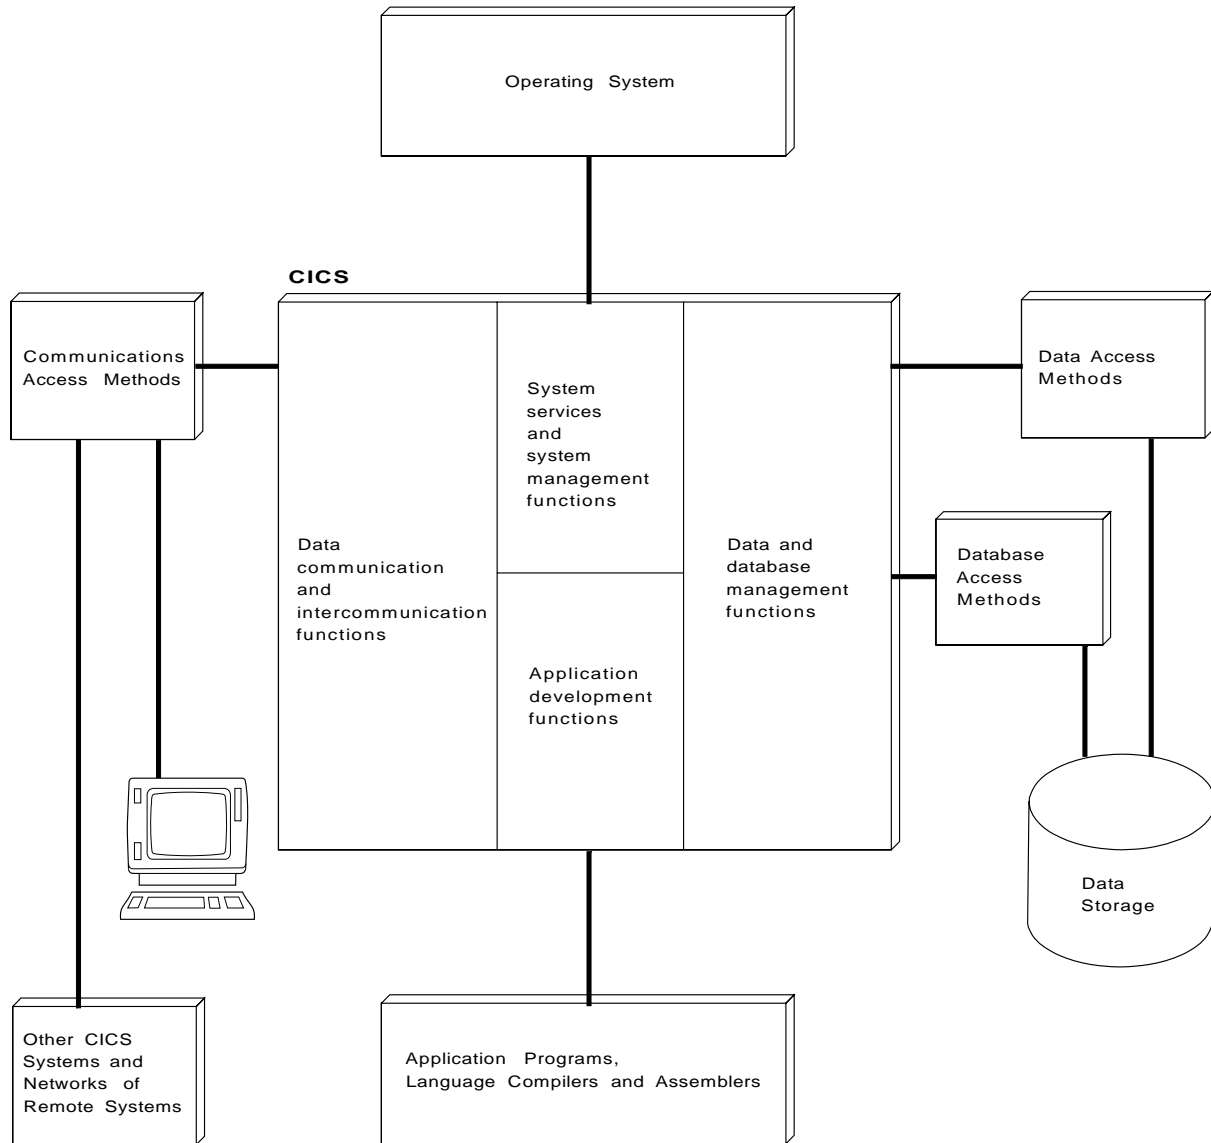 Operating System
CICS
Communications
Access Methods
System
services
and
system
management
functions
Data Access
Methods
Data
communication
and
intercommunication
functions
Data and
database
management
functions
Database
Access
Methods
Application
development
functions
Data
Storage
Other CICS
Systems and
Networks of
Remote Systems
Application Programs,
Language Compilers and Assemblers